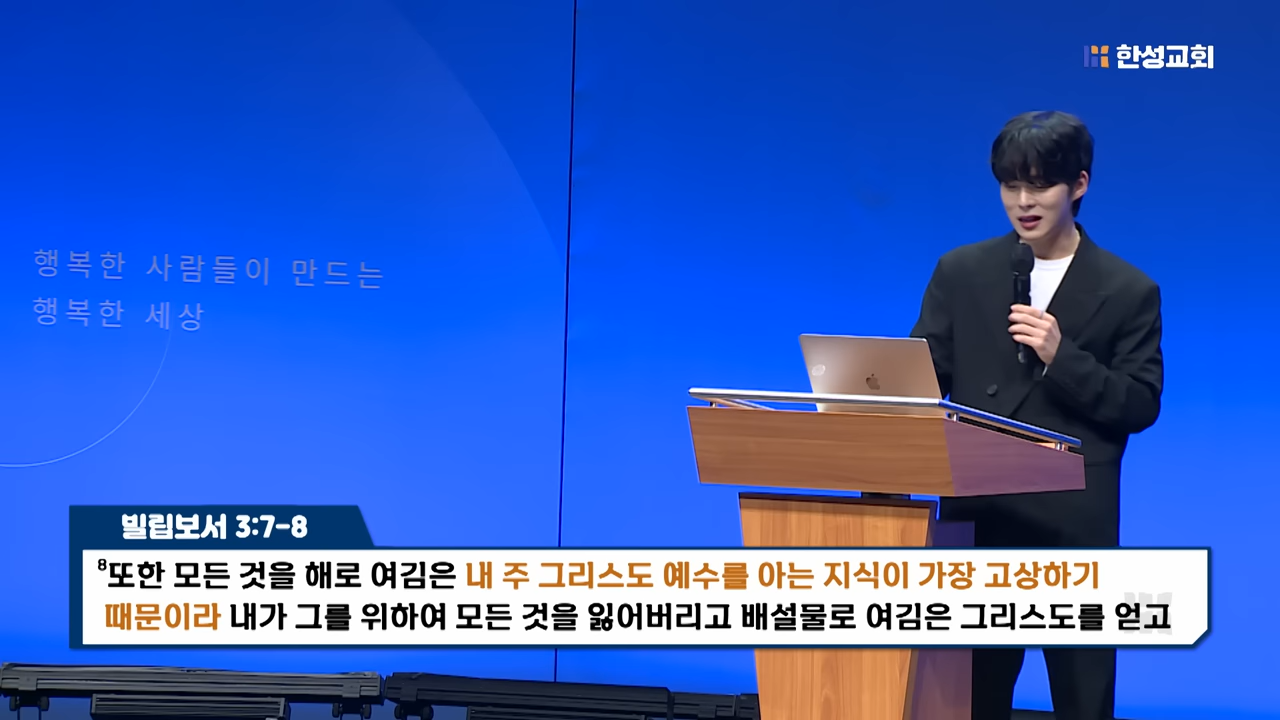 한성교회
행복한 사람들이 만드는
행복한 세상
빌립보서 3:7-8
8또한 모든 것을 해로 여김은 내 주 그리스도 예수를 아는 지식이 가장 고상하기
때문이라 내가 그를 위하여 모든 것을 잃어버리고 배설물로 여김은 그리스도를 얻고